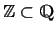 ℤ ⊂ ℚ